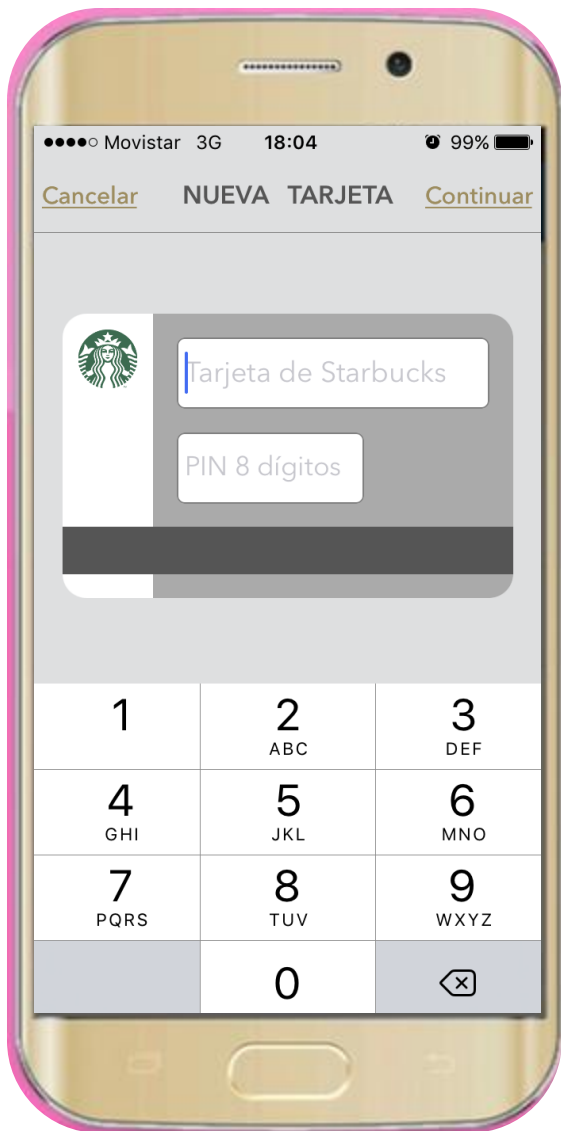 Movistar 3G 18:04 99%
Cancelar NUEVA TARJETA Continuar
Tarjeta de Starbucks
PIN 8 dígitos
1 2 3
ABC DEF
4 5 6
GHI JKL MNO
7 8 9
PQRS TUV WXYZ
0